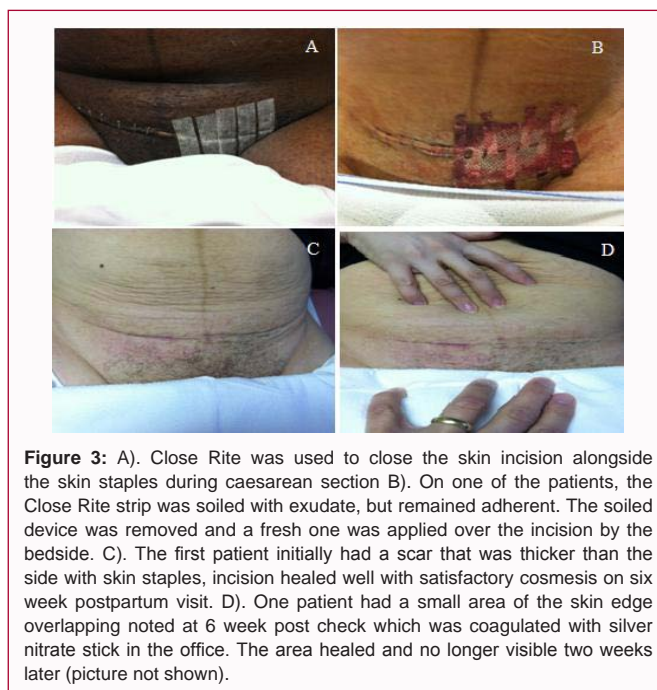 A
B
C
D
Figure 3: A). Close Rite was used to close the skin incision alongside
the skin staples during caesarean section B). On one of the patients, the
Close Rite strip was soiled with exudate, but remained adherent. The soiled
device was removed and a fresh one was applied over the incision by the
bedside. C). The first patient initially had a scar that was thicker than the
side with skin staples, incision healed well with satisfactory cosmesis on six
week postpartum visit. D). One patient had a small area of the skin edge
overlapping noted at 6 week post check which was coagulated with silver
nitrate stick in the office. The area healed and no longer visible two weeks
later (picture not shown).